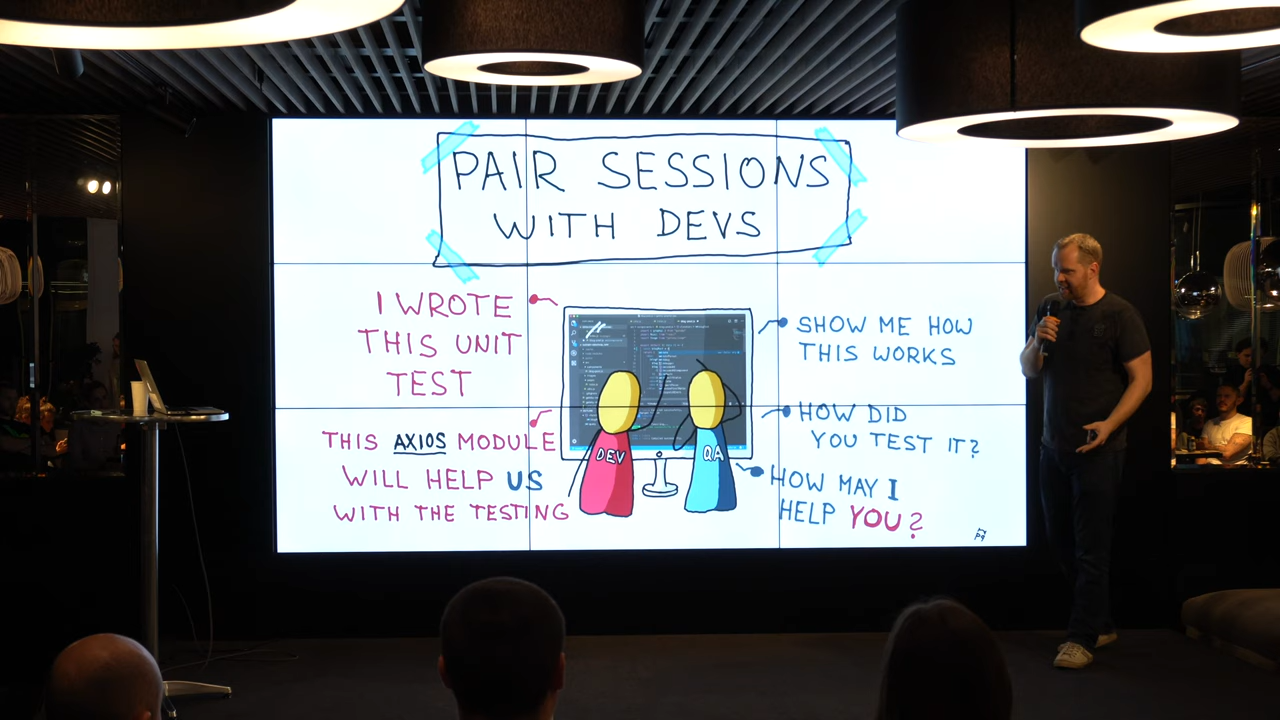 PAIR SESSIONS
WITH DEVS
I WROTE
THIS UNIT
TEST
THIS AXIOS MODULE
WILL HELP US
WITH THE TESTING
DEV
QA
SHOW ME HOW
THIS WORKS
HOW DID
YOU TEST IT?
HOW MAY I
HELP YOU?